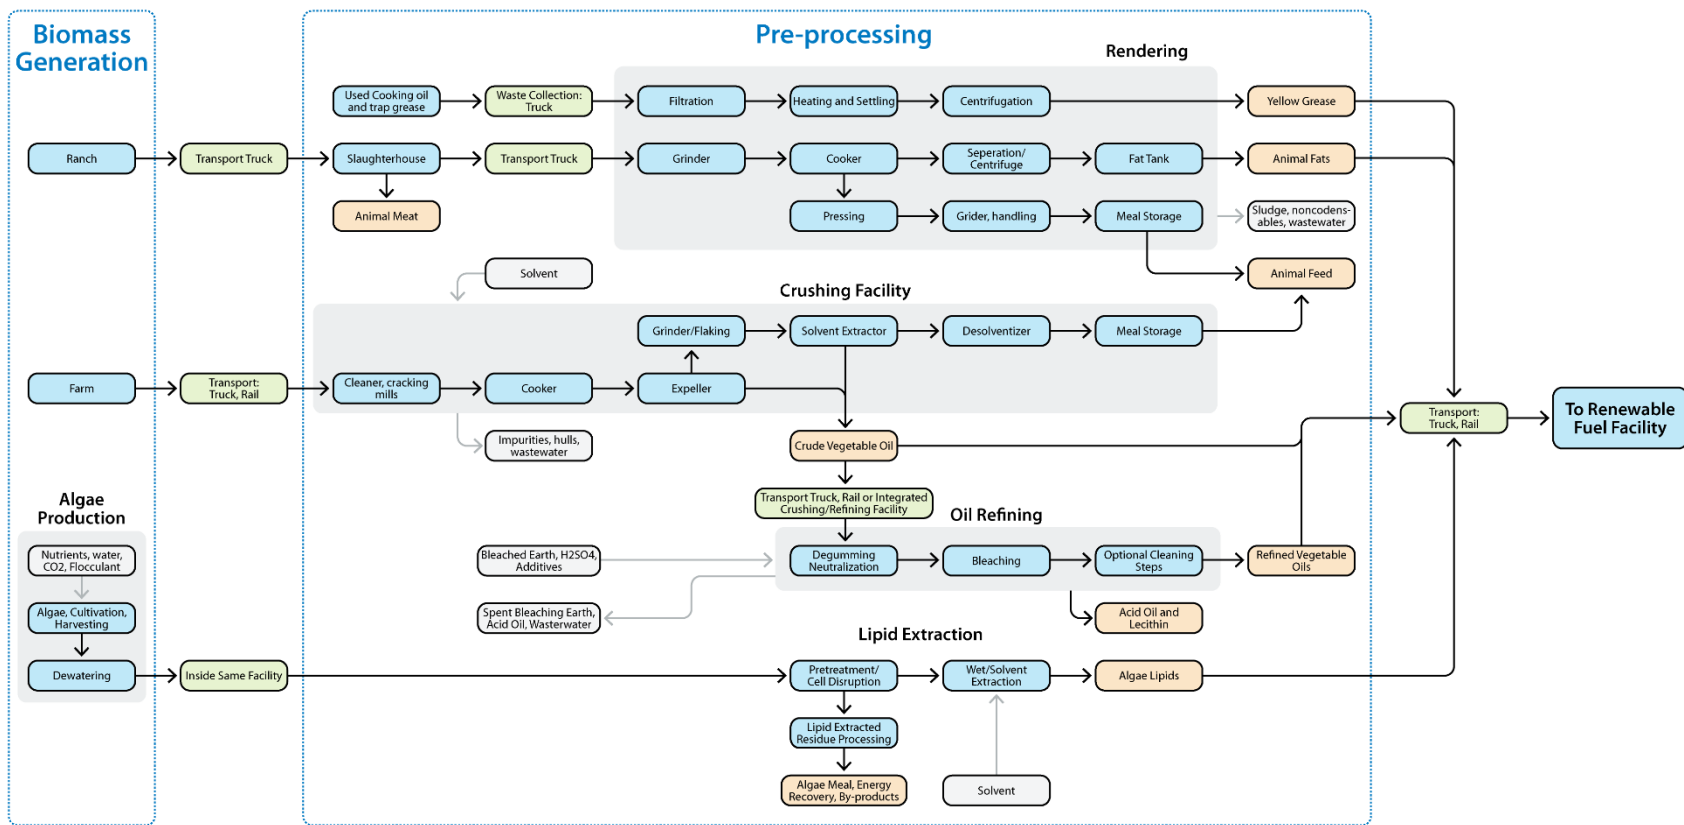 Biomass
Generation
Pre-processing
Rendering
Used Cooking oil
and trap grease
Waste Collection:
Truck
Filtration
Heating and Settling
Centrifugation
Yellow Grease
Ranch
Transport Truck
Slaughterhouse
Transport Truck
Grinder
Cooker
Seperation/
Centrifuge
Fat Tank
Animal Fats
Animal Meat
Pressing
Grider, handling
Meal Storage
Sludge, noncodens-
ables, wastewater
Solvent
Animal Feed
Crushing Facility
Grinder/Flaking
Solvent Extractor
Desolventizer
Meal Storage
Farm
Transport:
Truck, Rail
Cleaner, cracking
mills
Cooker
Expeller
Transport:
Truck, Rail
To Renewable
Fuel Facility
Impurities, hulls,
wastewater
Crude Vegetable Oil
Algae
Production
Transport Truck, Rail or Integrated
Crushing/Refining Facility
Oil Refining
Nutrients, water,
CO2, Flocculant
Bleached Earth, H2SO4,
Additives
Degumming
Neutralization
Bleaching
Optional Cleaning
Steps
Refined Vegetable
Oils
Algae, Cultivation,
Harvesting
Spent Bleaching Earth,
Acid Oil, Wasterwater
Acid Oil and
Lecithin
Lipid Extraction
Dewatering
Inside Same Facility
Pretreatment/
Cell Disruption
Wet/Solvent
Extraction
Algae Lipids
Lipid Extracted
Residue Processing
Algae Meal, Energy
Recovery, By-products
Solvent